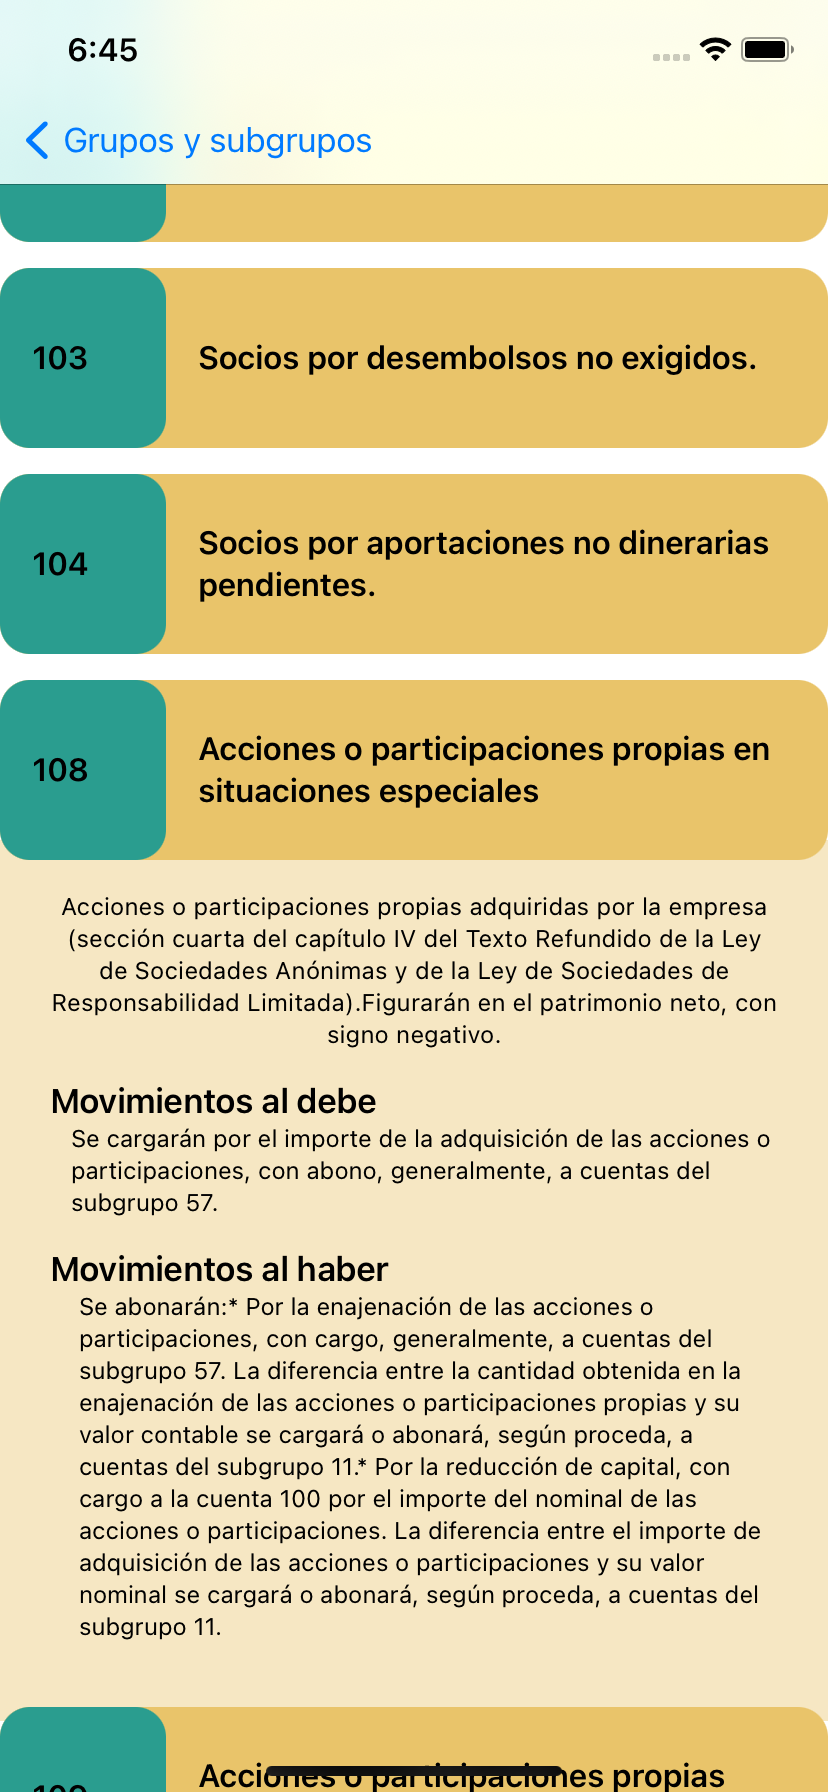 6:45
Grupos y subgrupos
103
Socios por desembolsos no exigidos.
104
Socios por aportaciones no dinerarias
pendientes.
108
Acciones o participaciones propias en
situaciones especiales
Acciones o participaciones propias adquiridas por la empresa
(sección cuarta del capítulo IV del Texto Refundido de la Ley
de Sociedades Anónimas y de la Ley de Sociedades de
Responsabilidad Limitada).Figurarán en el patrimonio neto, con
signo negativo.
Movimientos al debe
Se cargarán por el importe de la adquisición de las acciones o
participaciones, con abono, generalmente, a cuentas del
subgrupo 57.
Movimientos al haber
Se abonarán:* Por la enajenación de las acciones o
participaciones, con cargo, generalmente, a cuentas del
subgrupo 57. La diferencia entre la cantidad obtenida en la
enajenación de las acciones o participaciones propias y su
valor contable se cargará o abonará, según proceda, a
cuentas del subgrupo 11.* Por la reducción de capital, con
cargo a la cuenta 100 por el importe del nominal de las
acciones o participaciones. La diferencia entre el importe de
adquisición de las acciones o participaciones y su valor
nominal se cargará o abonará, según proceda, a cuentas del
subgrupo 11.
109
Acciones o participaciones propias